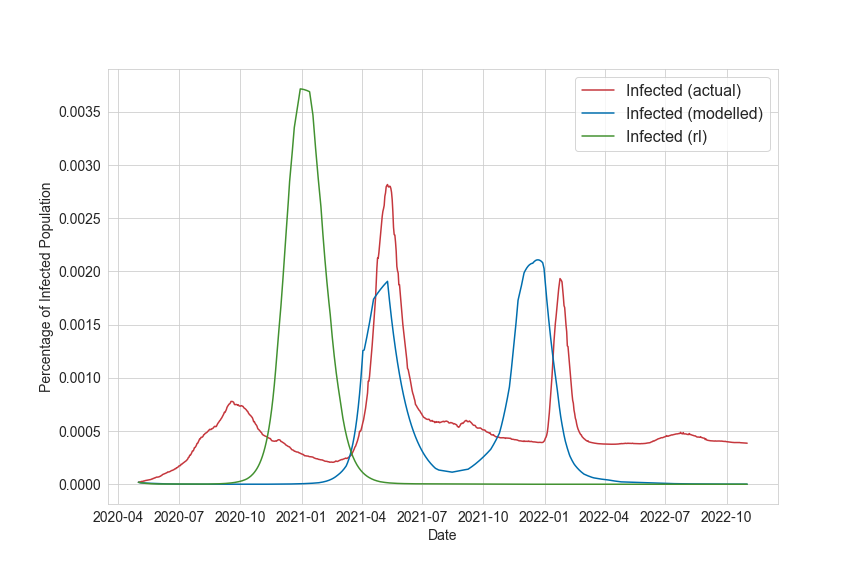 Infected (actual)
Infected (modelled)
Infected (rl)
Percentage of Infected Population
0.0035
0.0030
0.0025
0.0020
0.0015
0.0010
0.0005
0.0000
2020-04 2020-07 2020-10 2021-01 2021-04 2021-07 2021-10 2022-01 2022-04 2022-07 2022-10
Date